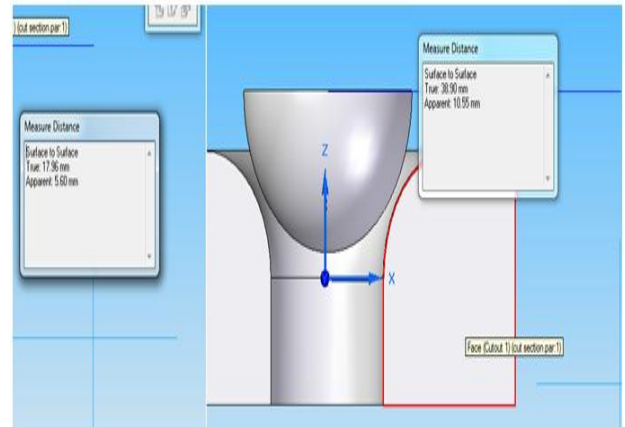 ) (cut section par:1)
Measure Distance
Surface to Surface
True: 17.96 mm
Apparent: 5.60 mm
Measure Distance
Surface to Surface
True: 38.90 mm
Apparent: 10.55 mm
Z
X
Face (Cutout 1) (cut section par:1)